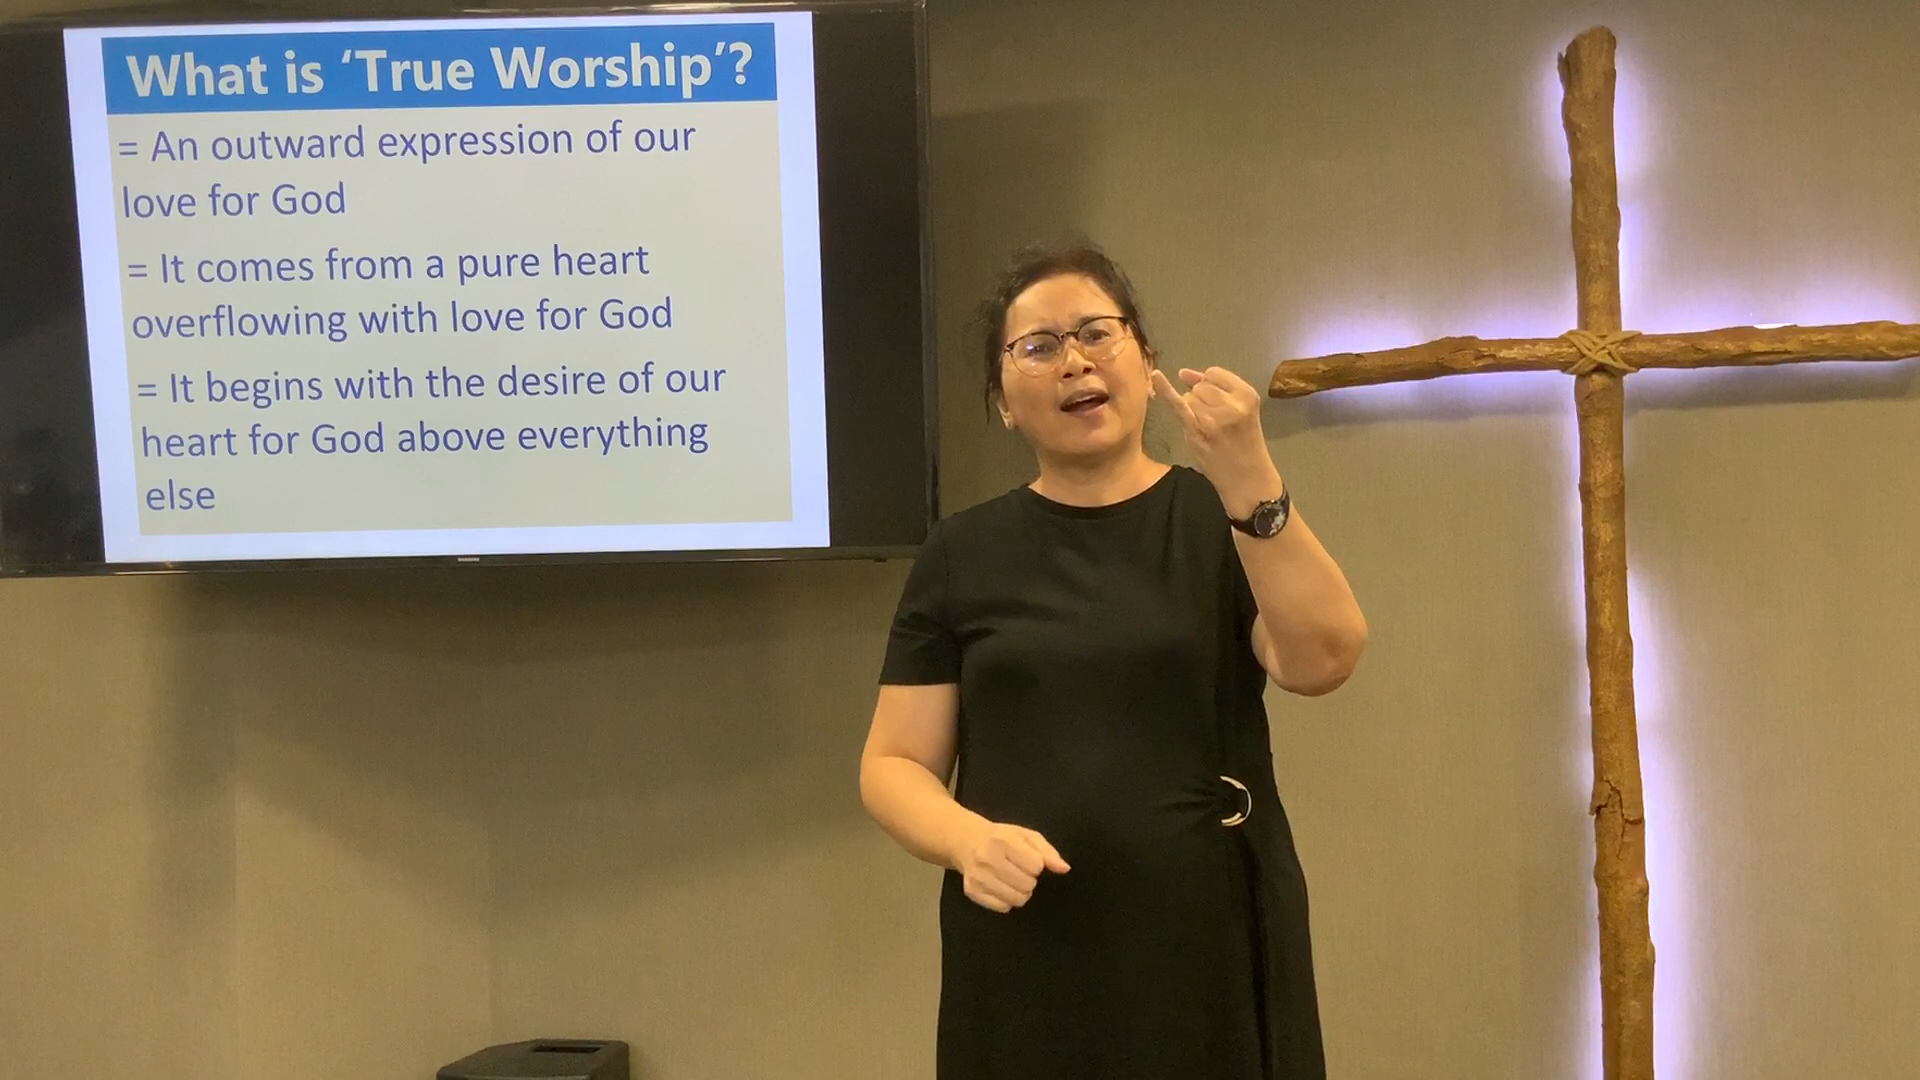 What is ‘True Worship’?
= An outward expression of our
love for God
= It comes from a pure heart
overflowing with love for God
= It begins with the desire of our
heart for God above everything
else